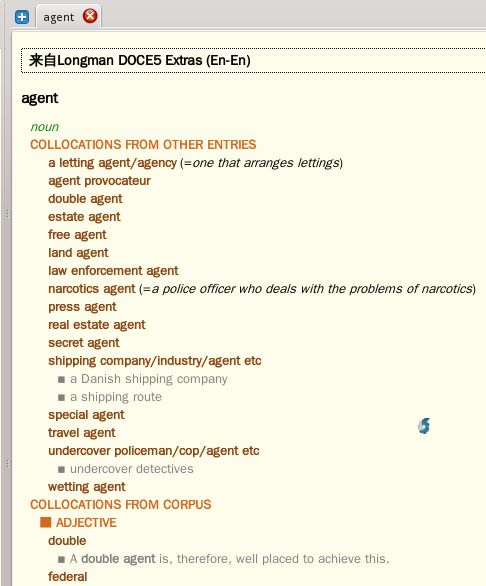 agent
来自Longman DOCE5 Extras (En-En)
agent
noun
COLLOCATIONS FROM OTHER ENTRIES
a letting agent/agency (=one that arranges lettings)
agent provocateur
double agent
estate agent
free agent
land agent
law enforcement agent
narcotics agent (=a police officer who deals with the problems of narcotics)
press agent
real estate agent
secret agent
shipping company/industry/agent etc
■ a Danish shipping company
■ a shipping route
special agent
travel agent
undercover policeman/cop/agent etc
■ undercover detectives
wetting agent
COLLOCATIONS FROM CORPUS
■ ADJECTIVE
double
■ A double agent is, therefore, well placed to achieve this.
federal